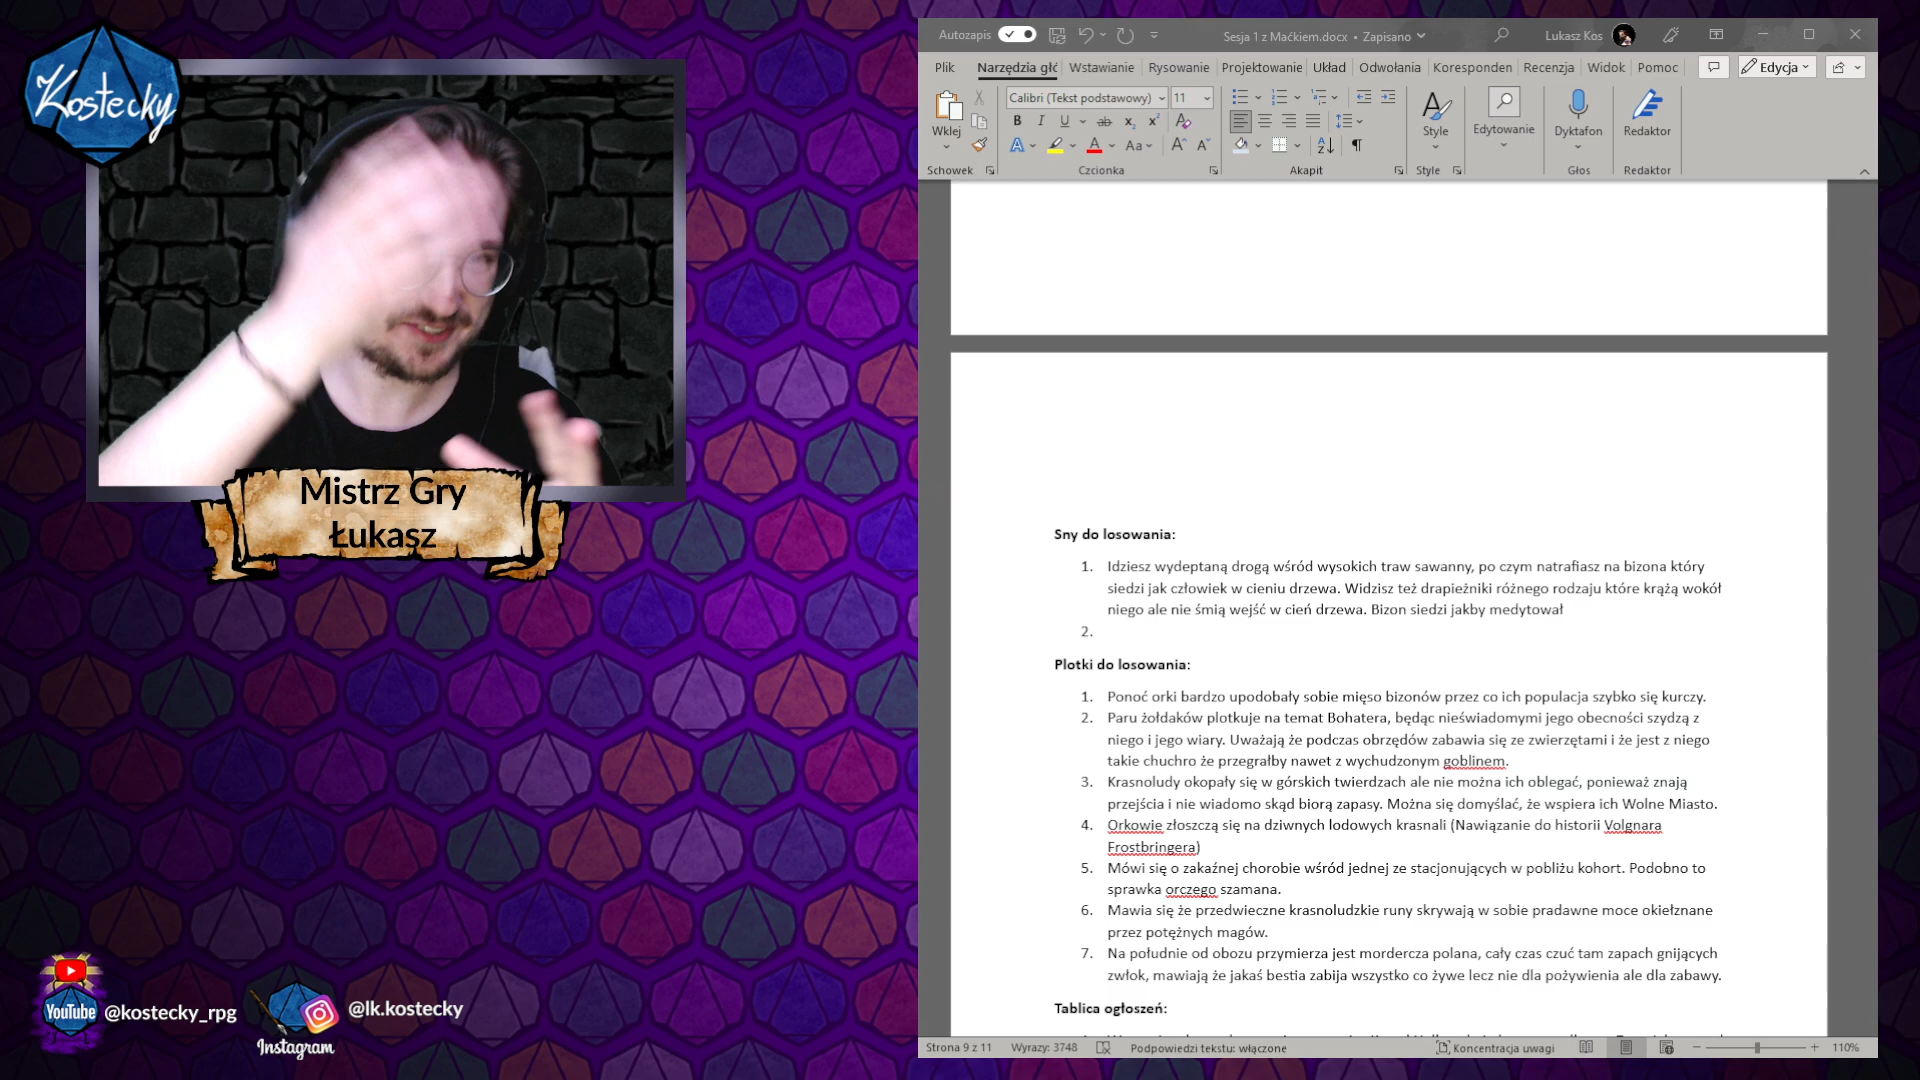 Kostecky
Mistrz Gry
Łukasz
YouTube
@kostecky_rpg
@lk.kostecky
Instagram
Autozapis
Sesja 1 z Maćkiem.docx • Zapisano
Lukasz Kos
Plik
Narzędzia głć
Wstawianie
Rysowanie
Projektowanie
Układ
Odwołania
Koresponden
Recenzja
Widok
Pomoc
Edycja
Wklej
Calibri (Tekst podstawowy)
11
Style
Edytowanie
Dyktafon
Redaktor
Schowek
Czcionka
Akapit
Style
Głos
Redaktor
Sny do losowania:
1. Idziesz wydeptaną drogą wśród wysokich traw sawanny, po czym natrafiasz na bizona który
siedzi jak człowiek w cieniu drzewa. Widzisz też drapieżniki różnego rodzaju które krążą wokół
niego ale nie śmią wejść w cień drzewa. Bizon siedzi jakby medytował
2.
Plotki do losowania:
1. Ponoć orki bardzo upodobały sobie mięso bizonów przez co ich populacja szybko się kurczy.
2. Paru żołdaków plotkuje na temat Bohatera, będąc nieświadomymi jego obecności szydzą z
niego i jego wiary. Uważają że podczas obrzędów zabawia się ze zwierzętami i że jest z niego
takie chuchro że przegrałby nawet z wychudzonym goblinem.
3. Krasnoludy okopały się w górskich twierdzach ale nie można ich oblegać, ponieważ znają
przejścia i nie wiadomo skąd biorą zapasy. Można się domyślać, że wspiera ich Wolne Miasto.
4. Orkowie złoszczą się na dziwnych lodowych krasnali (Nawiązanie do historii Volgnara
Frostbringera)
5. Mówi się o zakaźnej chorobie wśród jednej ze stacjonujących w pobliżu kohort. Podobno to
sprawka orczego szamana.
6. Mawia się że przedwieczne krasnoludzkie runy skrywają w sobie pradawne moce okiełznane
przez potężnych magów.
7. Na południe od obozu przymierza jest mordercza polana, cały czas czuć tam zapach gnijących
zwłok, mawiają że jakaś bestia zabija wszystko co żywe lecz nie dla pożywienia ale dla zabawy.
Tablica ogłoszeń:
Strona 9 z 11
Wyrazy: 3748
Podpowiedzi tekstu: włączone
Koncentracja uwagi
110%